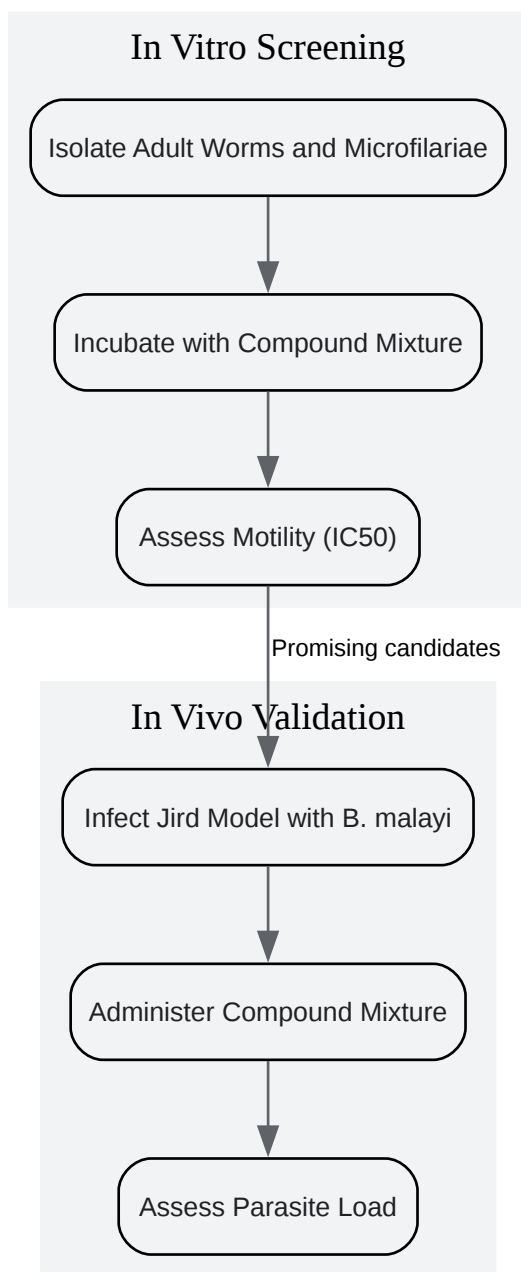 In Vitro Screening
Isolate Adult Worms and Microfilariae
Incubate with Compound Mixture
Assess Motility (IC50)
Promising candidates
In Vivo Validation
Infect Jird Model with B. malayi
Administer Compound Mixture
Assess Parasite Load